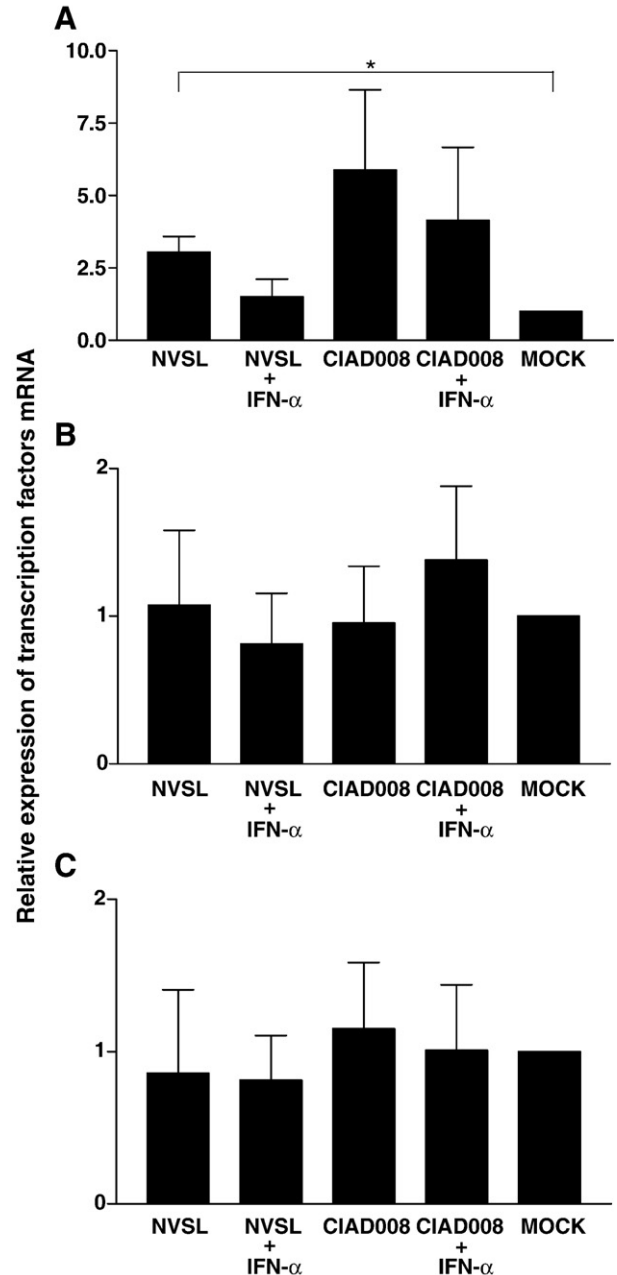 Relative expression of transcription factors mRNA
A
10.0
7.5
5.0
2.5
0.0
*
NVSL NVSL CIAD008 CIAD008 MOCK
+ +
IFN-α IFN-α
B
2
1
0
NVSL NVSL CIAD008 CIAD008 MOCK
+ +
IFN-α IFN-α
C
2
1
0
NVSL NVSL CIAD008 CIAD008 MOCK
+ +
IFN-α IFN-α